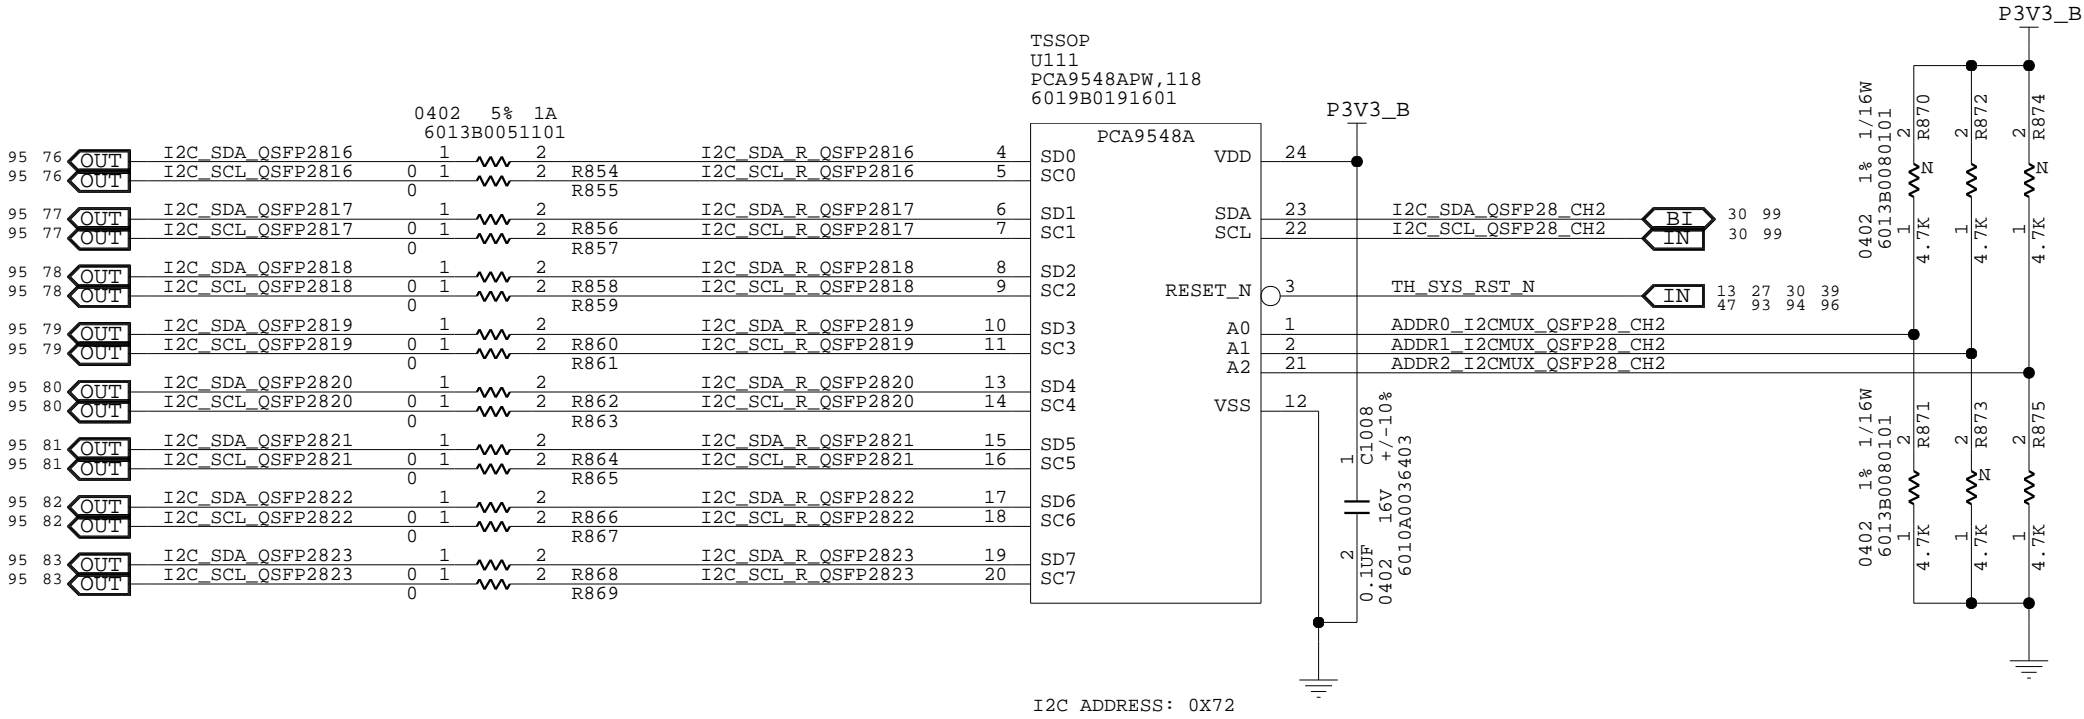 P3V3_B
TSSOP
U111
PCA9548APW,118
6019B0191601
0402 5% 1A
6013B0051101
P3V3_B
PCA9548A
95 76 OUT I2C_SDA_QSFP2816 1 2 I2C_SDA_R_QSFP2816 4 SD0 VDD 24
95 76 OUT I2C_SCL_QSFP2816 0 1 2 R854 I2C_SCL_R_QSFP2816 5 SC0
0 R855
95 77 OUT I2C_SDA_QSFP2817 1 2 I2C_SDA_R_QSFP2817 6 SD1 SDA 23 I2C_SDA_QSFP28_CH2 BI 30 99
95 77 OUT I2C_SCL_QSFP2817 0 1 2 R856 I2C_SCL_R_QSFP2817 7 SC1 SCL 22 I2C_SCL_QSFP28_CH2 IN 30 99
0 R857
95 78 OUT I2C_SDA_QSFP2818 1 2 I2C_SDA_R_QSFP2818 8 SD2
95 78 OUT I2C_SCL_QSFP2818 0 1 2 R858 I2C_SCL_R_QSFP2818 9 SC2 RESET_N 3 TH_SYS_RST_N IN 13 27 30 39
47 93 94 96
0 R859
95 79 OUT I2C_SDA_QSFP2819 1 2 I2C_SDA_R_QSFP2819 10 SD3 A0 1 ADDR0_I2CMUX_QSFP28_CH2
95 79 OUT I2C_SCL_QSFP2819 0 1 2 R860 I2C_SCL_R_QSFP2819 11 SC3 A1 2 ADDR1_I2CMUX_QSFP28_CH2
0 R861
A2 21 ADDR2_I2CMUX_QSFP28_CH2
95 80 OUT I2C_SDA_QSFP2820 1 2 I2C_SDA_R_QSFP2820 13 SD4
95 80 OUT I2C_SCL_QSFP2820 0 1 2 R862 I2C_SCL_R_QSFP2820 14 SC4 VSS 12
0 R863
95 81 OUT I2C_SDA_QSFP2821 1 2 I2C_SDA_R_QSFP2821 15 SD5
95 81 OUT I2C_SCL_QSFP2821 0 1 2 R864 I2C_SCL_R_QSFP2821 16 SC5
0 R865
95 82 OUT I2C_SDA_QSFP2822 1 2 I2C_SDA_R_QSFP2822 17 SD6
95 82 OUT I2C_SCL_QSFP2822 0 1 2 R866 I2C_SCL_R_QSFP2822 18 SC6
0 R867
95 83 OUT I2C_SDA_QSFP2823 1 2 I2C_SDA_R_QSFP2823 19 SD7
95 83 OUT I2C_SCL_QSFP2823 0 1 2 R868 I2C_SCL_R_QSFP2823 20 SC7
0 R869
1 C1008
2 0.1UF
0402 16V +/-10%
6010A0036403
0402 1% 1/16W
6013B0080101
1 2 N
4.7K R870
1 2
4.7K R872
1 2 N
4.7K R874
0402 1% 1/16W
6013B0080101
1 2
4.7K R871
1 2 N
4.7K R873
1 2
4.7K R875
I2C ADDRESS: 0X72